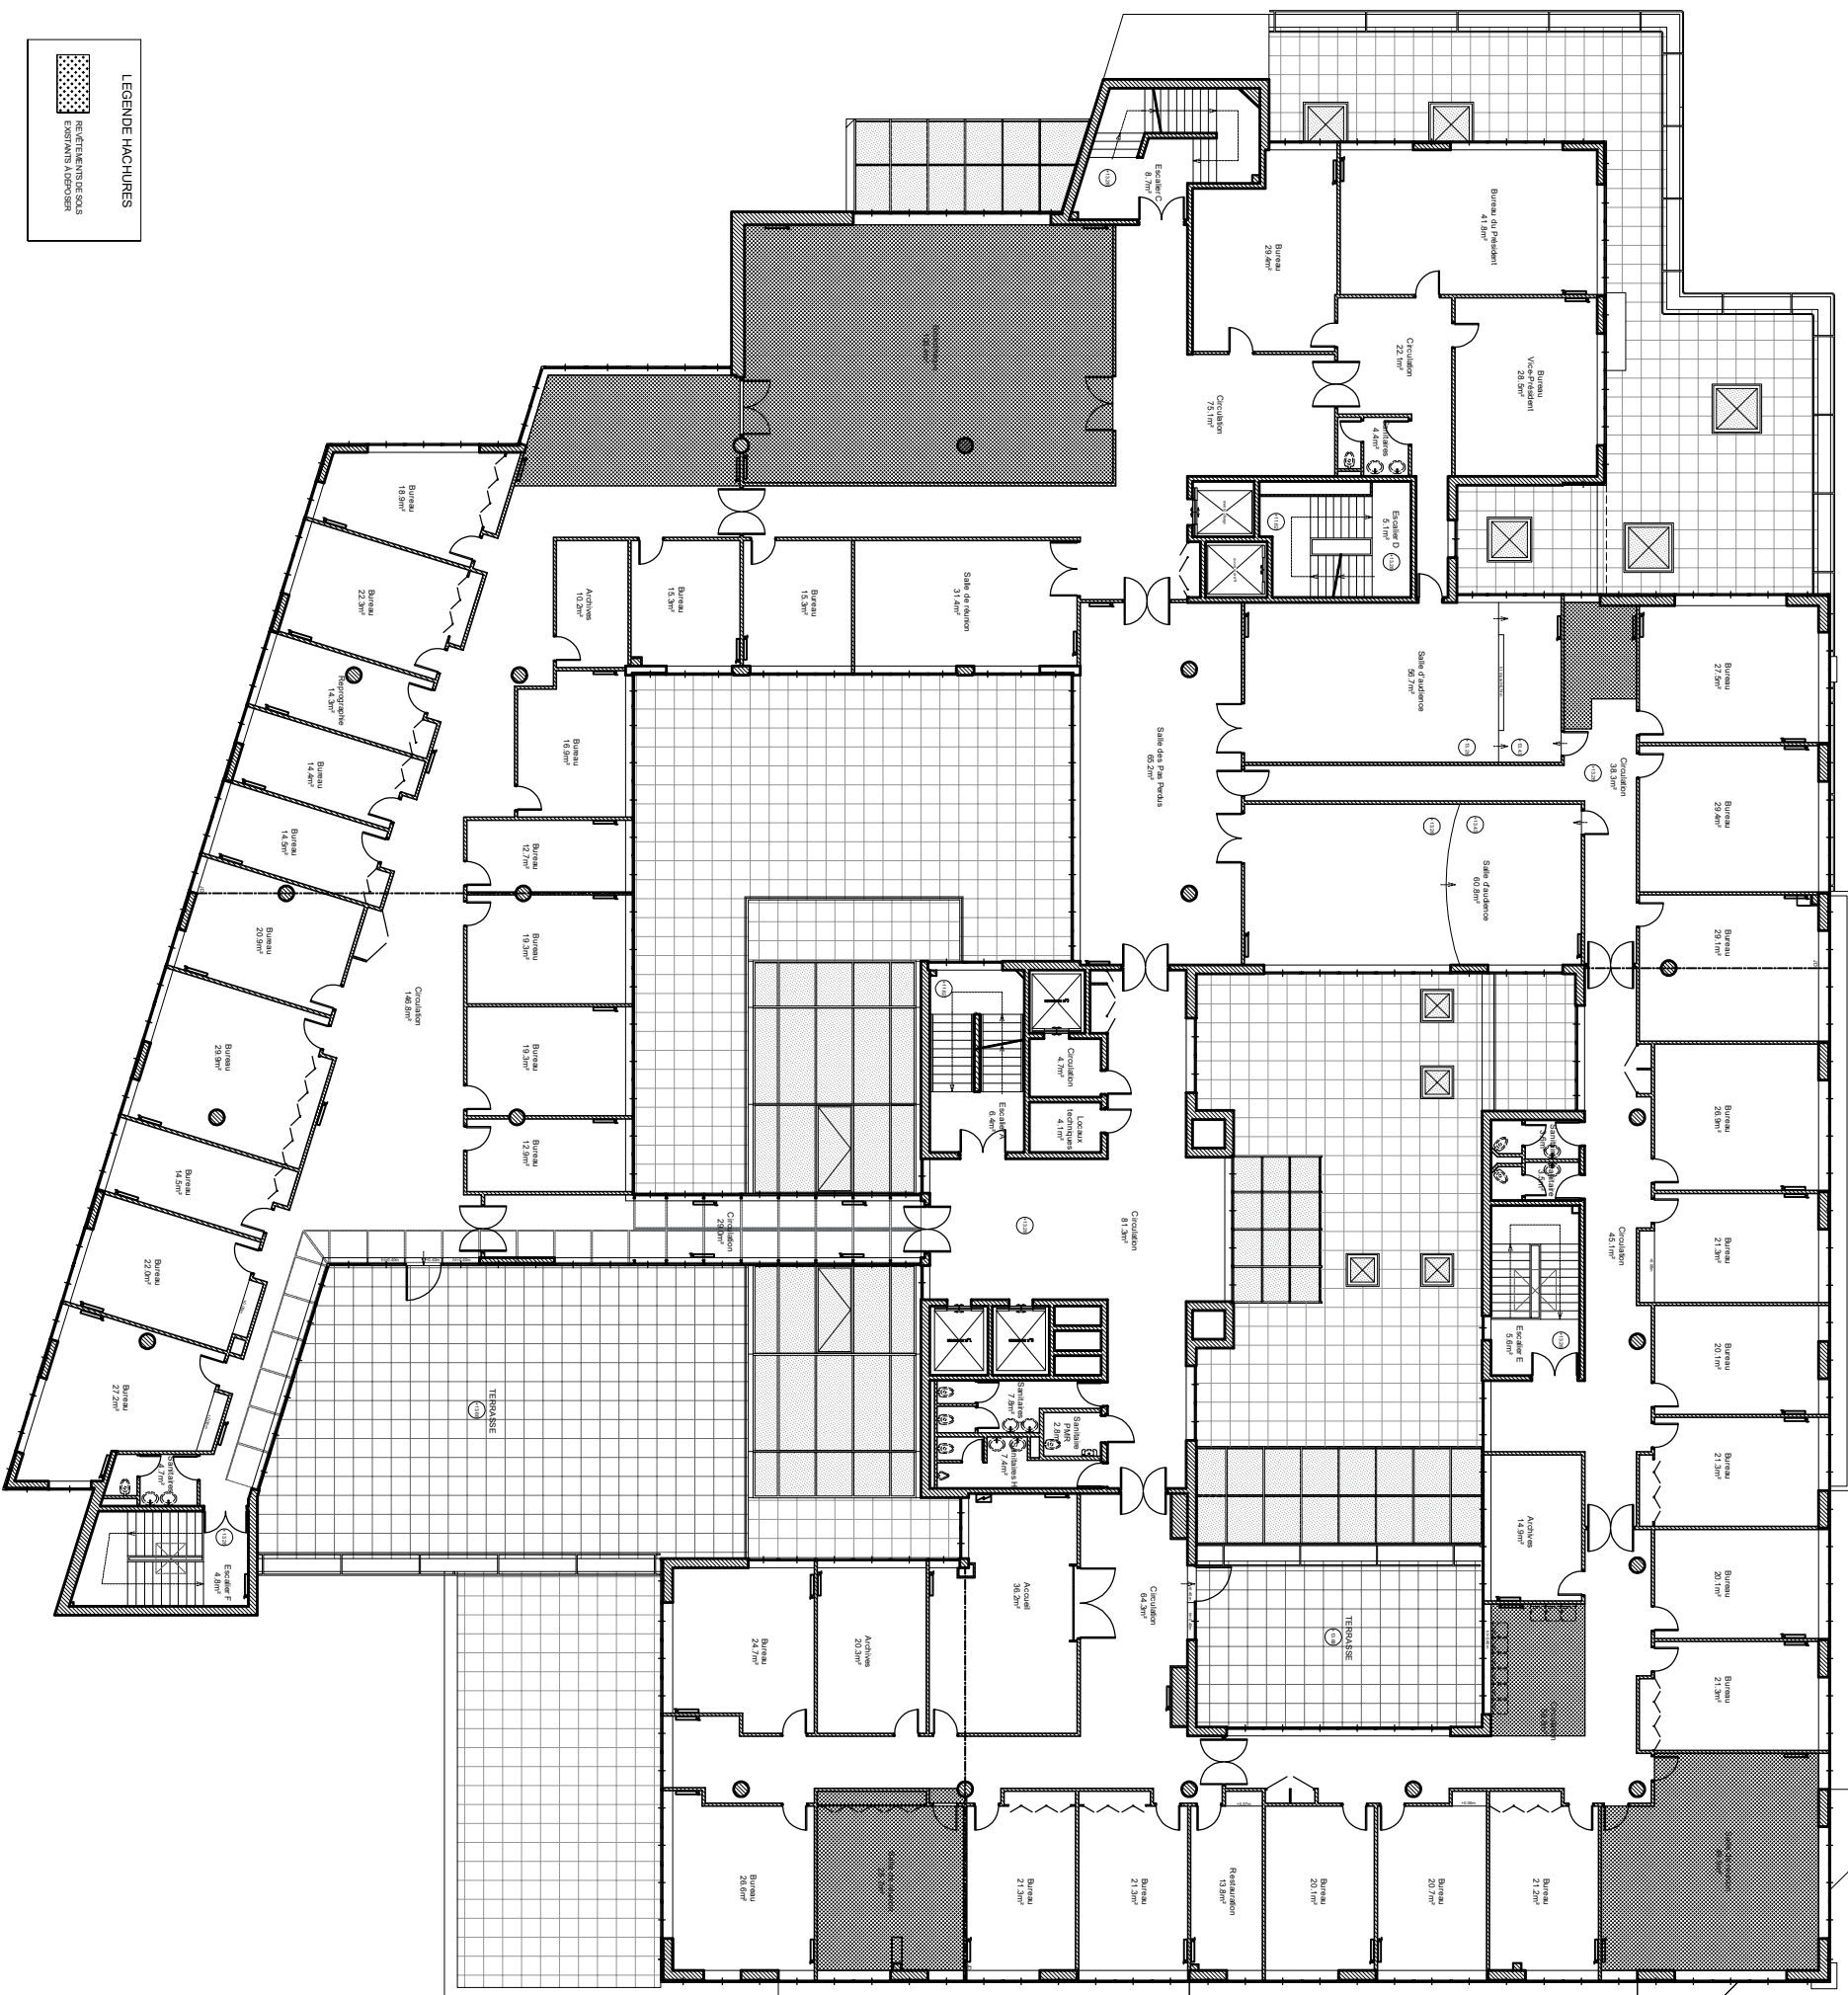 LEGENDE HACHURES
REVÊTEMENTS DE SOLS
EXISTANTS À DÉPOSER
Escalier C
8.7m²
Bureau
29.4m²
Bureau du Président
41.8m²
Circulation
22.1m²
Bureau
Vice-Président
28.5m²
Circulation
75.1m²
Sanitaires
4.4m²
Escalier D
5.1m²
Bureau
18.9m²
Bureau
22.3m²
Reprographie
14.3m²
Bureau
14.4m²
Bureau
14.5m²
Bureau
20.9m²
Bureau
29.9m²
Bureau
14.5m²
Bureau
22.0m²
Bureau
27.2m²
Sanitaires
4.7m²
Escalier F
4.8m²
Archives
10.2m²
Bureau
15.3m²
Bureau
15.3m²
Salle de réunion
31.4m²
Bureau
16.9m²
Bureau
12.7m²
Bureau
19.3m²
Bureau
19.3m²
Bureau
12.9m²
Circulation
146.8m²
Circulation
29.0m²
Salle des Pas Perdus
65.2m²
Salle d'audience
56.7m²
Salle d'audience
60.8m²
Circulation
38.3m²
Bureau
27.5m²
Bureau
29.4m²
Bureau
29.1m²
Bureau
26.9m²
Bureau
21.3m²
Bureau
20.1m²
Bureau
21.3m²
Bureau
20.1m²
Bureau
21.3m²
Circulation
45.1m²
Escalier E
5.6m²
Archives
14.9m²
Circulation
4.7m²
Locaux
techniques
4.1m²
Escalier A
6.4m²
Circulation
81.3m²
Sanitaires
7.8m²
Sanitaire
PMR
2.8m²
Sanitaires H
7.4m²
TERRASSE
TERRASSE
Accueil
36.2m²
Circulation
64.3m²
Bureau
24.7m²
Archives
20.3m²
Bureau
26.6m²
Bureau
21.3m²
Bureau
21.3m²
Restauration
13.8m²
Bureau
20.1m²
Bureau
20.7m²
Bureau
21.2m²